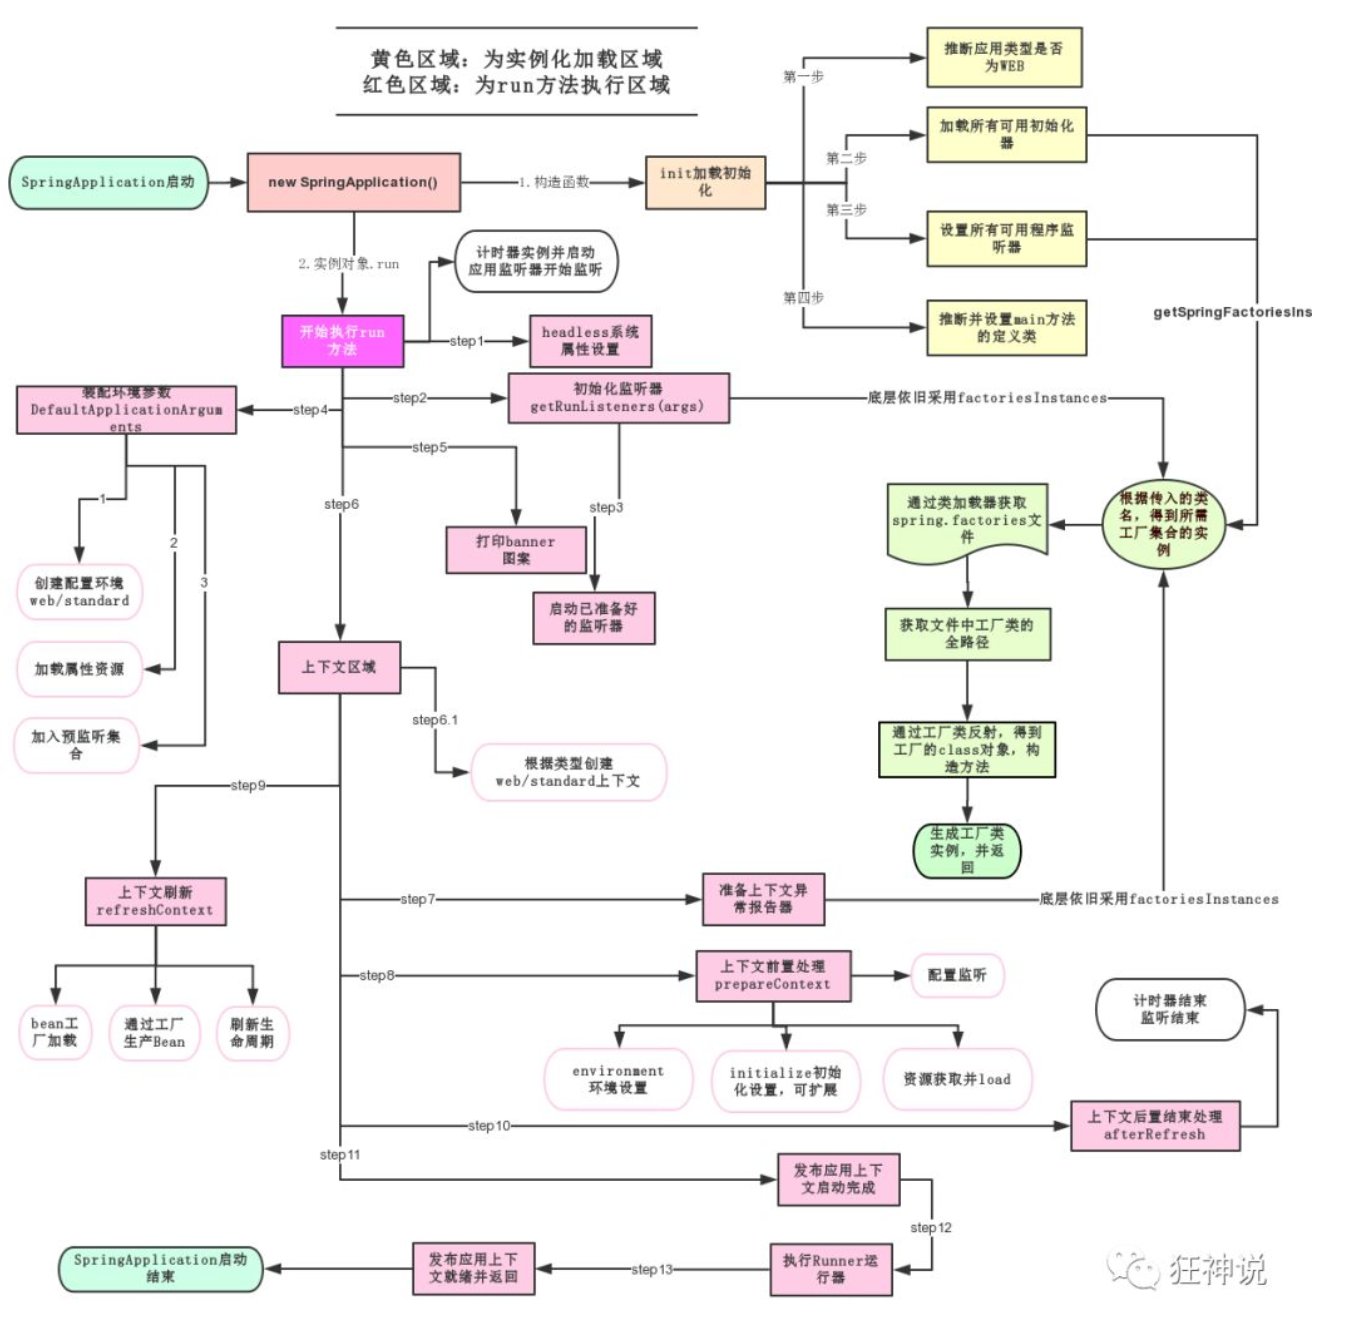 黄色区域：为实例化加载区域
红色区域：为run方法执行区域
SpringApplication启动
new SpringApplication()
1.构造函数
init加载初始
化
第一步
推断应用类型是否
为WEB
第二步
加载所有可用初始化
器
第三步
设置所有可用程序监
听器
第四步
推断并设置main方法
的定义类
getSpringFactoriesIns
2.实例对象.run
计时器实例并启动
应用监听器开始监听
开始执行run
方法
step1
headless系统
属性设置
step2
初始化监听器
getRunListeners(args)
底层依旧采用factoriesInstances
step4
装配环境参数
DefaultApplicationArgum
ents
step5
step6
step3
打印banner
图案
启动已准备好
的监听器
1
2
3
创建配置环境
web/standard
加载属性资源
加入预监听集
合
根据传入的类
名，得到所需
工厂集合的实
例
通过类加载器获取
spring.factories文
件
获取文件中工厂类的
全路径
通过工厂类反射，得到
工厂的class对象，构
造方法
生成工厂类
实例，并返
回
上下文区域
step6.1
根据类型创建
web/standard上下文
step9
上下文刷新
refreshContext
bean工
厂加载
通过工厂
生产Bean
刷新生
命周期
step7
准备上下文异
常报告器
底层依旧采用factoriesInstances
step8
上下文前置处理
prepareContext
配置监听
environment
环境设置
initialize初始
化设置，可扩展
资源获取并load
计时器结束
监听结束
step10
上下文后置结束处理
afterRefresh
step11
发布应用上下
文启动完成
step12
执行Runner运
行器
step13
发布应用上下
文就绪并返回
SpringApplication启动
结束
狂神说